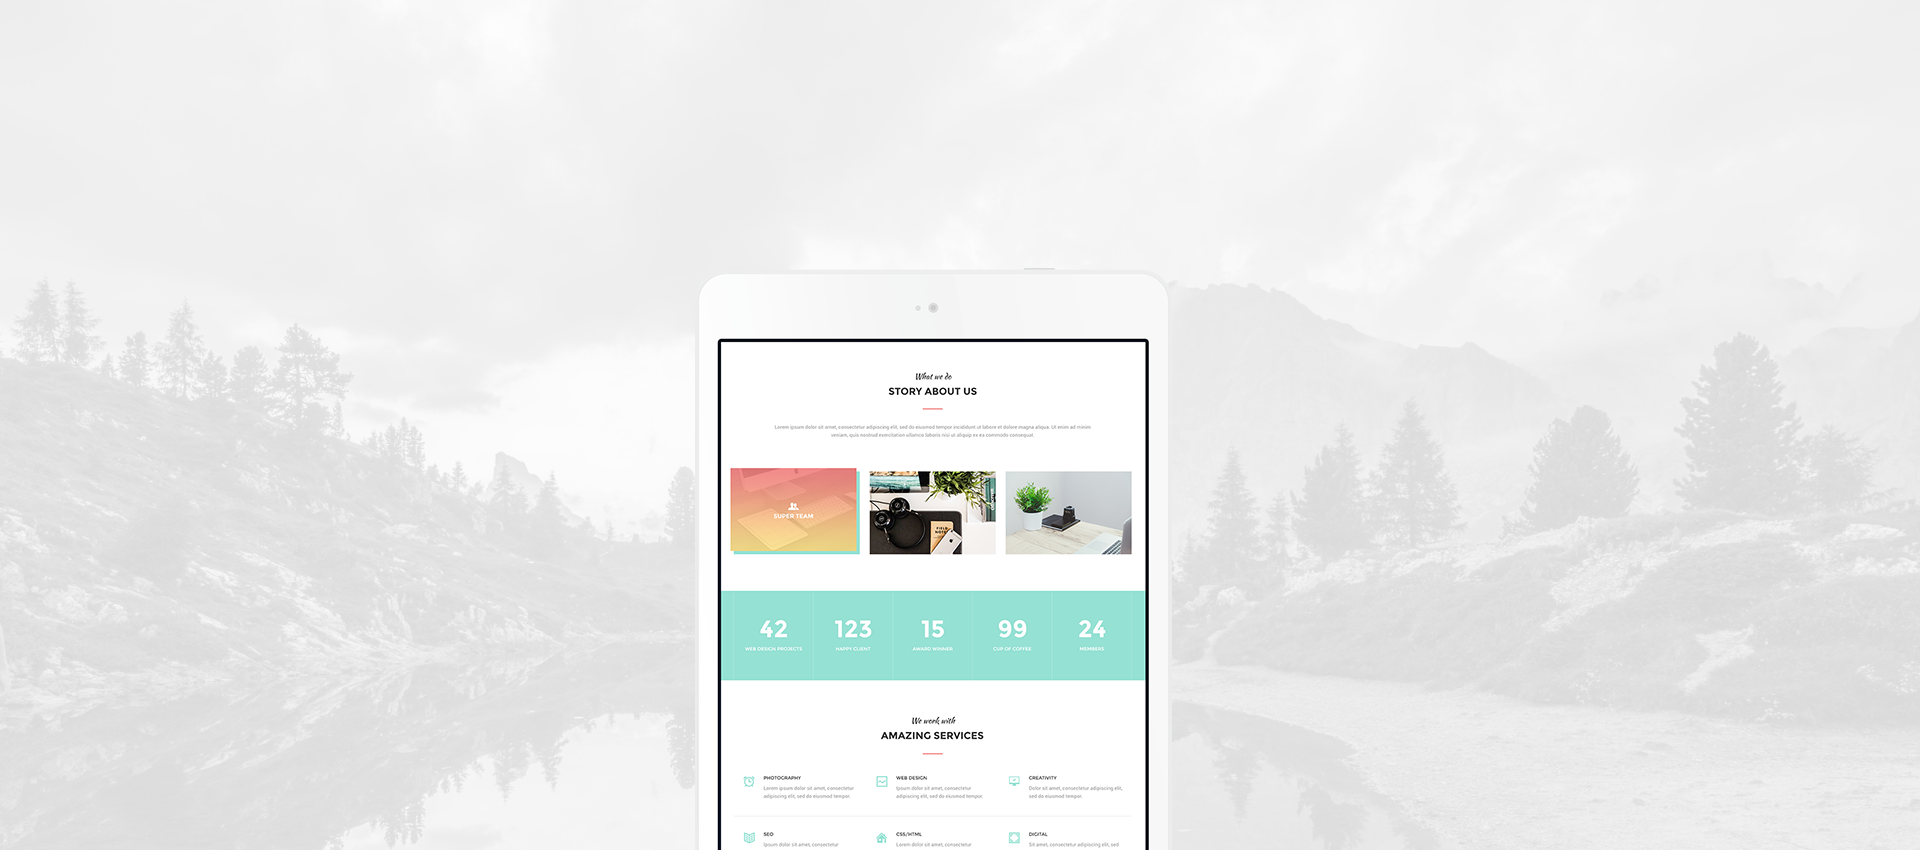 What we do
STORY ABOUT US
Lorem ipsum dolor sit amet, consectetur adipiscing elit, sed do eiusmod tempor incididunt ut labore et dolore magna aliqua. Ut enim ad minim
veniam, quis nostrud exercitation ullamco laboris nisi ut aliquip ex ea commodo consequat.
SUPER TEAM
FIELD
NOTES
42
WEB DESIGN PROJECTS
123
HAPPY CLIENT
15
AWARD WINNER
99
CUP OF COFFEE
24
MEMBERS
We work with
AMAZING SERVICES
PHOTOGRAPHY
Lorem ipsum dolor sit amet, consectetur
adipiscing elit, sed do eiusmod tempor.
WEB DESIGN
Ipsum dolor sit amet, consectetur
adipiscing elit, sed do eiusmod tempor.
CREATIVITY
Dolor sit amet, consectetur adipiscing elit,
sed do eiusmod tempor.
SEO
Ipsum dolor sit amet, consectetur
CSS/HTML
Lorem dolor sit amet, consectetur
DIGITAL
Sit amet, consectetur adipiscing elit, sed